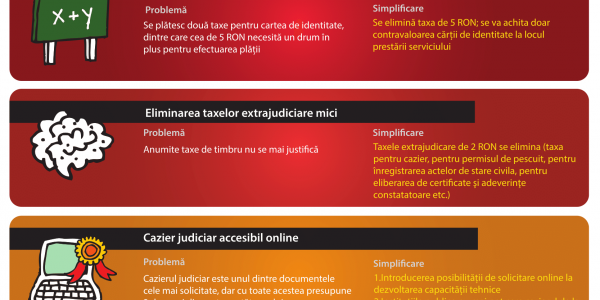 X+Y
Problemă
Se plătesc două taxe pentru cartea de identitate,
dintre care cea de 5 RON necesită un drum în
plus pentru efectuarea plății
Simplificare
Se elimină taxa de 5 RON; se va achita doar
contravaloarea cărții de identitate la locul
prestării serviciului
Eliminarea taxelor extrajudiciare mici
Problemă
Anumite taxe de timbru nu se mai justifică
Simplificare
Taxele extrajudicare de 2 RON se elimina (taxa
pentru cazier, pentru permisul de pescuit, pentru
înregistrarea actelor de stare civila, pentru
eliberarea de certificate și adeverințe
constatatoare etc.)
Cazier judiciar accesibil online
Problemă
Cazierul judiciar este unul dintre documentele
cele mai solicitate, dar cu toate acestea presupune
Simplificare
1.Introducerea posibilității de solicitare online la
dezvoltarea capacității tehnice